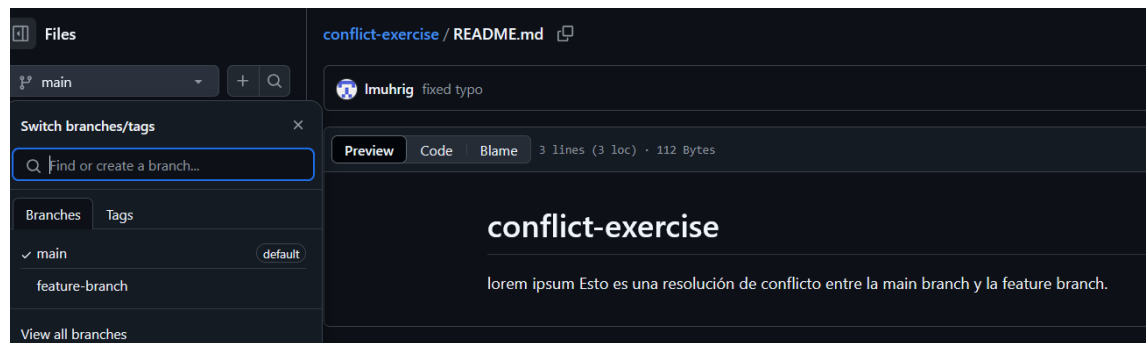 Files
main
Switch branches/tags
Find or create a branch...
Branches Tags
main default
feature-branch
View all branches
conflict-exercise / README.md
lmuhrig fixed typo
Preview Code Blame 3 lines (3 loc) · 112 Bytes
conflict-exercise
lorem ipsum Esto es una resolución de conflicto entre la main branch y la feature branch.